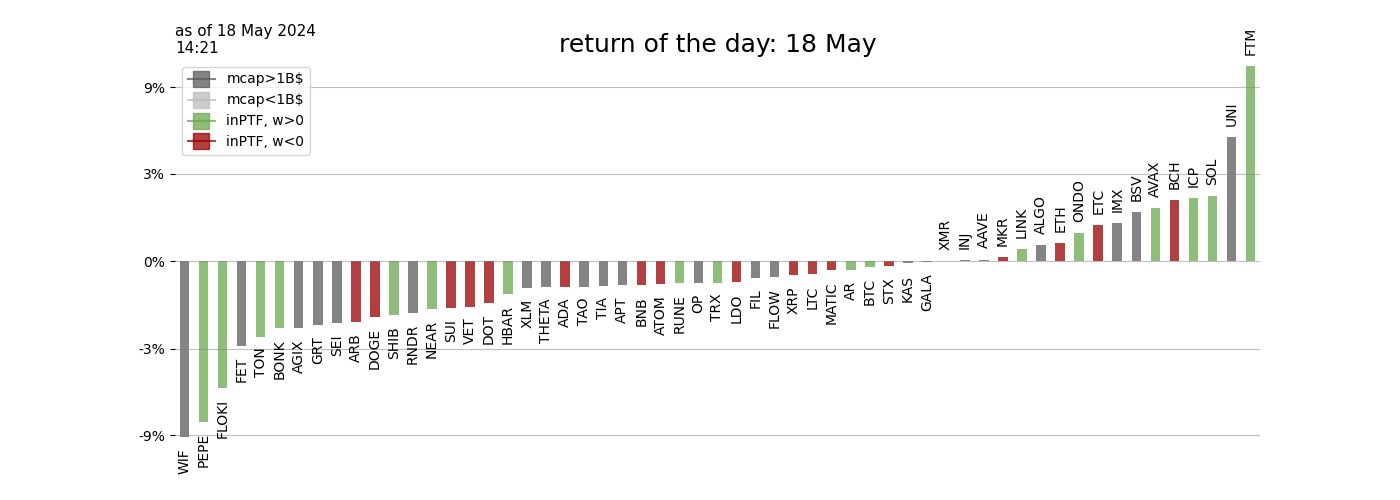 as of 18 May 2024
14:21
return of the day: 18 May
mcap>1B$
mcap<1B$
inPTF, w>0
inPTF, w<0
9%
3%
0%
-3%
-9%
WIF
PEPE
FLOKI
FET
TON
BONK
AGIX
GRT
SEI
ARB
DOGE
SHIB
RNDR
NEAR
SUI
VET
DOT
HBAR
XLM
THETA
ADA
TAO
TIA
APT
BNB
ATOM
RUNE
OP
TRX
LDO
FIL
FLOW
XRP
LTC
MATIC
AR
BTC
STX
KAS
GALA
XMR
INJ
AAVE
MKR
LINK
ALGO
ETH
ONDO
ETC
IMX
BSV
AVAX
BCH
ICP
SOL
UNI
FTM